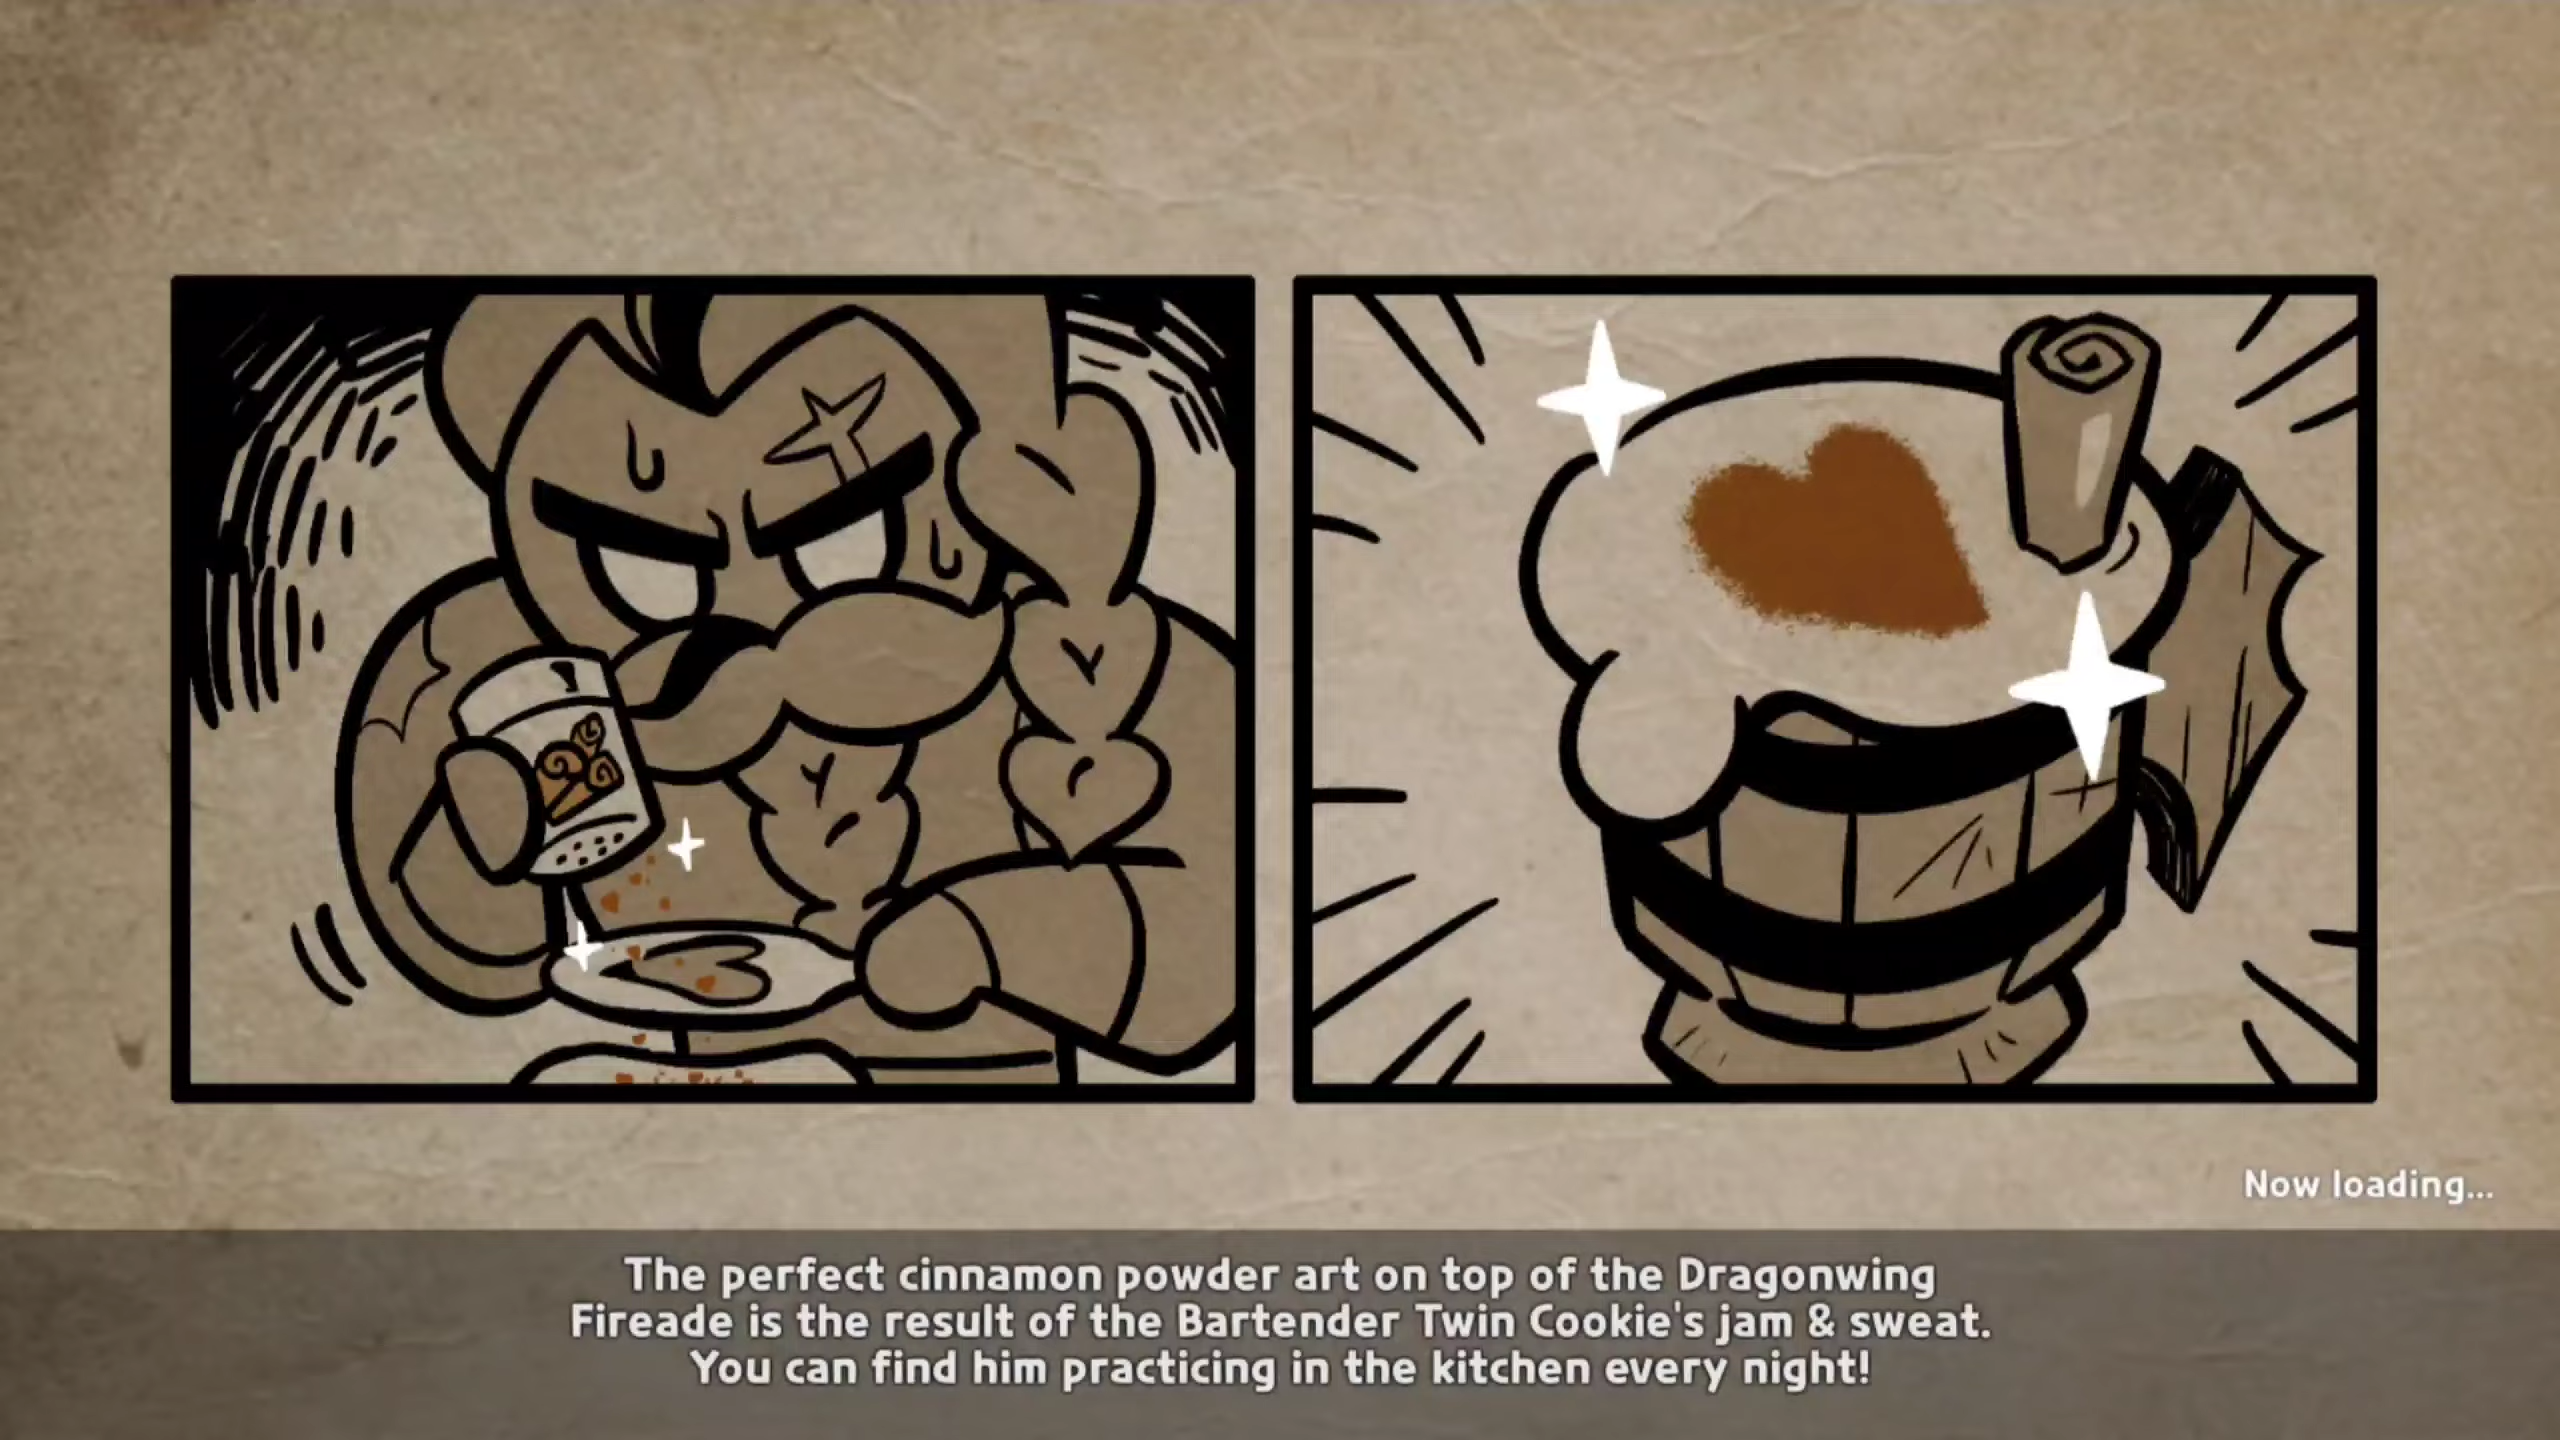 Now loading...
The perfect cinnamon powder art on top of the Dragonwing
Fireade is the result of the Bartender Twin Cookie's jam & sweat.
You can find him practicing in the kitchen every night!